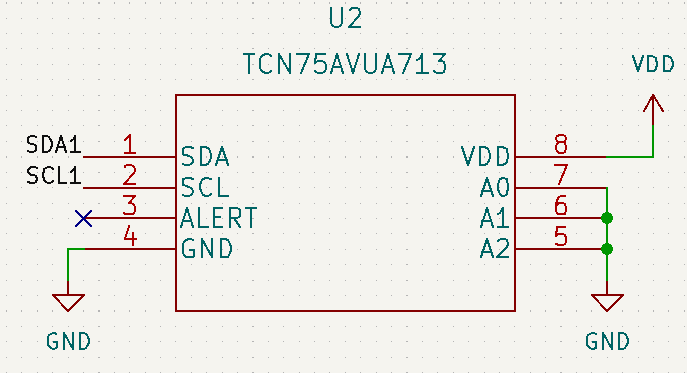 U2
TCN75AVUA713
VDD
SDA1 1 SDA VDD 8
SCL1 2 SCL A0 7
3 ALERT A1 6
4 GND A2 5
GND GND